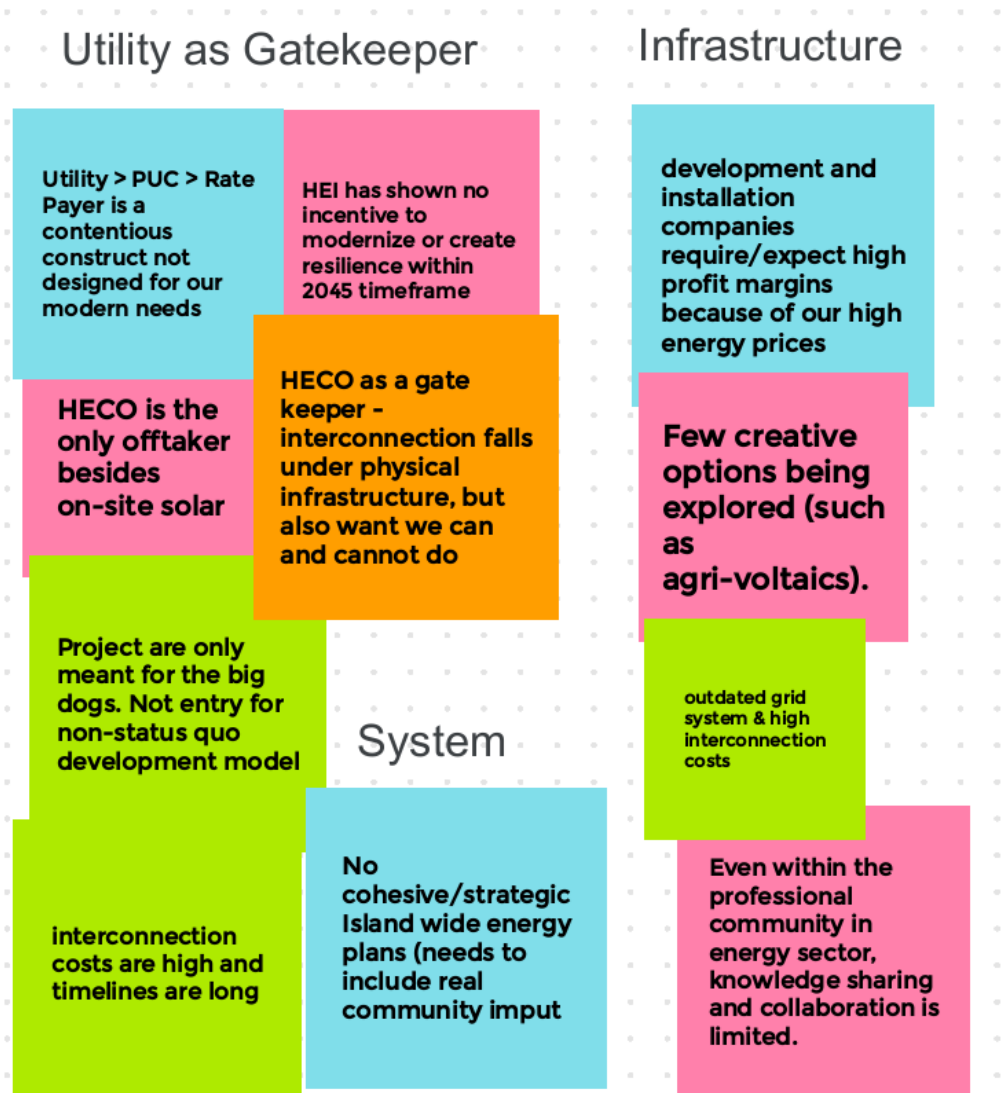 Utility as Gatekeeper
Utility > PUC > Rate
Payer is a
contentious
construct not
designed for our
modern needs
HEI has shown no
incentive to
modernize or create
resilience within
2045 timeframe
HECO is the
only offtaker
besides
on-site solar
HECO as a gate
keeper -
interconnection falls
under physical
infrastructure, but
also want we can
and cannot do
Project are only
meant for the big
dogs. Not entry for
non-status quo
development model
interconnection
costs are high and
timelines are long
System
No
cohesive/strategic
Island wide energy
plans (needs to
include real
community imput
Infrastructure
development and
installation
companies
require/expect high
profit margins
because of our high
energy prices
Few creative
options being
explored (such
as
agri-voltaics).
outdated grid
system & high
interconnection
costs
Even within the
professional
community in
energy sector,
knowledge sharing
and collaboration is
limited.